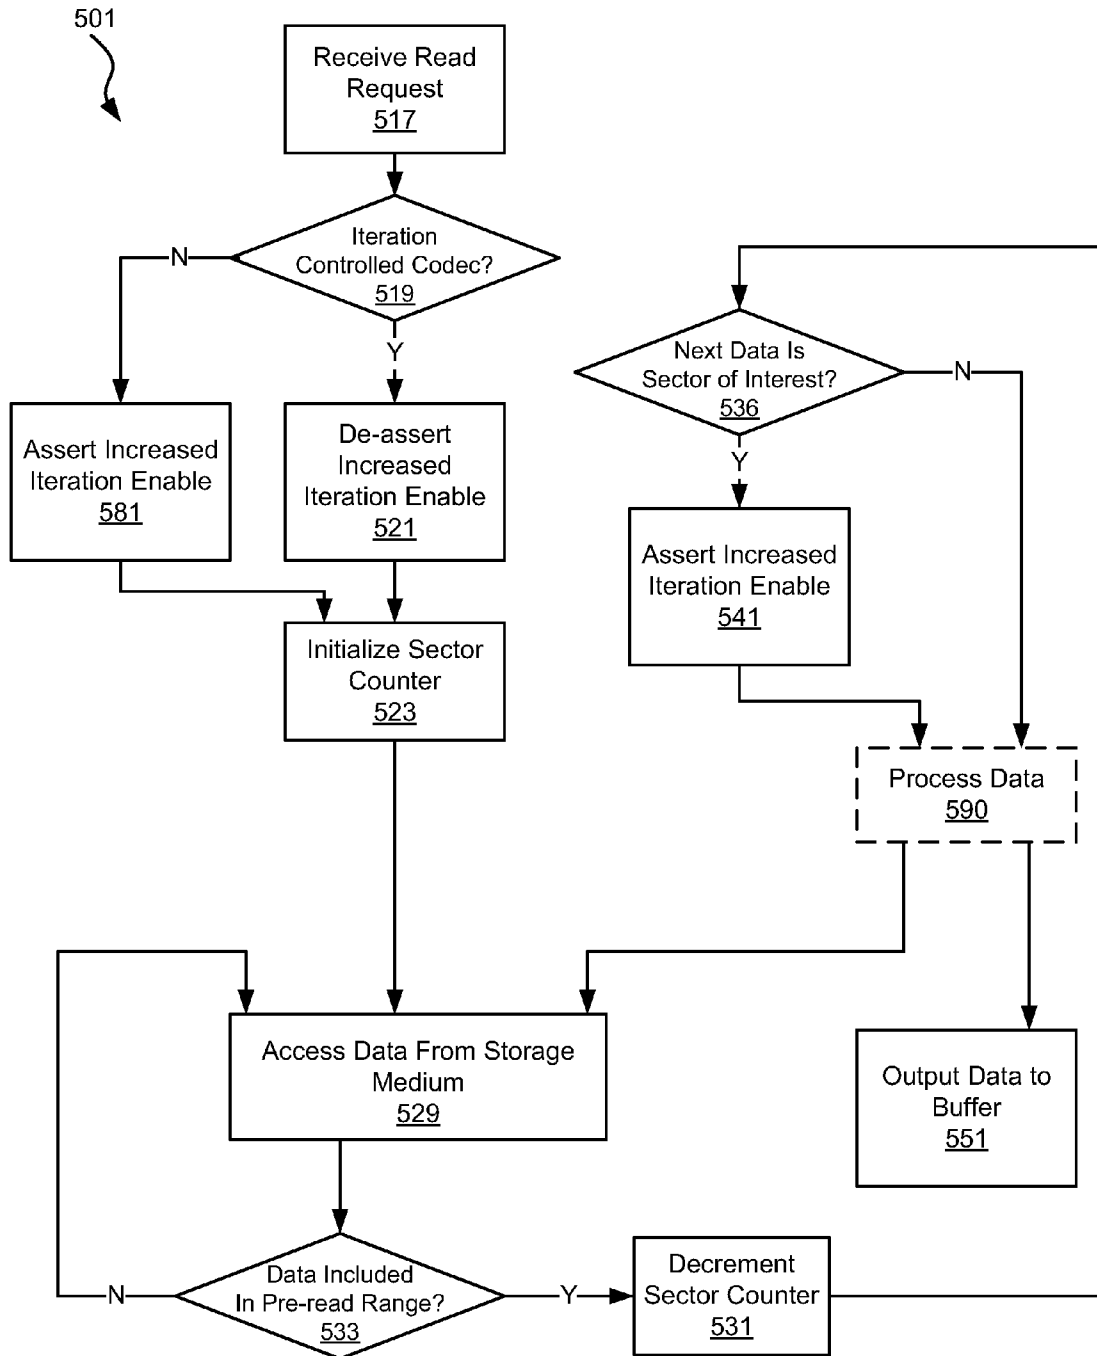 501
Receive Read
Request
517
Iteration
Controlled Codec?
519
N
Y
Assert Increased
Iteration Enable
581
De-assert
Increased
Iteration Enable
521
Initialize Sector
Counter
523
Next Data Is
Sector of Interest?
536
N
Y
Assert Increased
Iteration Enable
541
Process Data
590
Access Data From Storage
Medium
529
Output Data to
Buffer
551
Data Included
In Pre-read Range?
533
N
Y
Decrement
Sector Counter
531